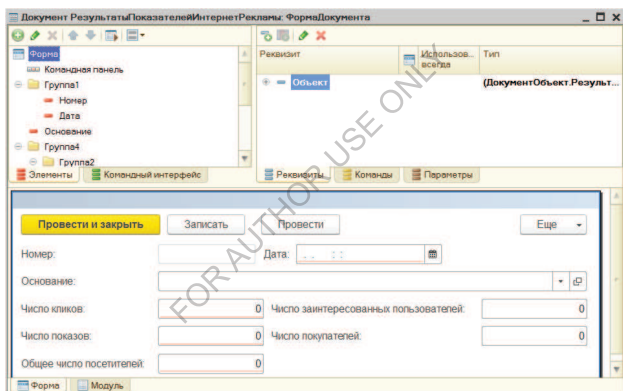 Документ РезультатыПоказателейИнтернетРекламы: ФормаДокумента
Форма
Командная панель
Группа1
Номер
Дата
Основание
Группа4
Группа2
Элементы Командный интерфейс
Реквизит Использов... всегда Тип
Объект (ДокументОбъект.Результ...
Реквизиты Команды Параметры
Провести и закрыть Записать Провести Еще
Номер: Дата: . . : :
Основание:
Число кликов: 0 Число заинтересованных пользователей: 0
Число показов: 0 Число покупателей: 0
Общее число посетителей: 0
Форма Модуль
FOR AUTHOR USE ONLY